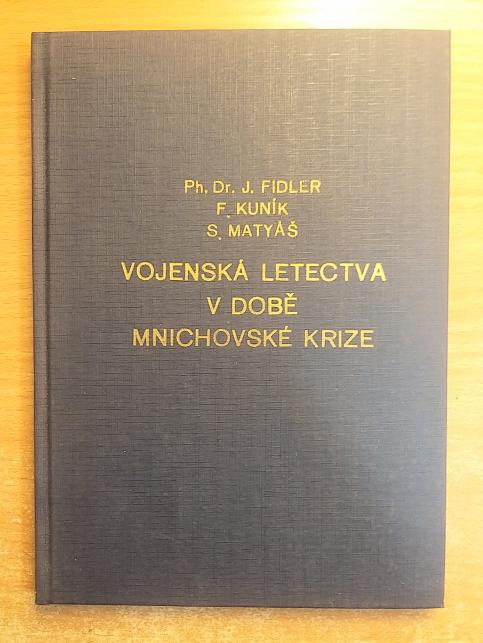 Ph. Dr. J. FIDLER
F. KUNÍK
S. MATYÁŠ
VOJENSKÁ LETECTVA
V DOBĚ
MNICHOVSKÉ KRIZE